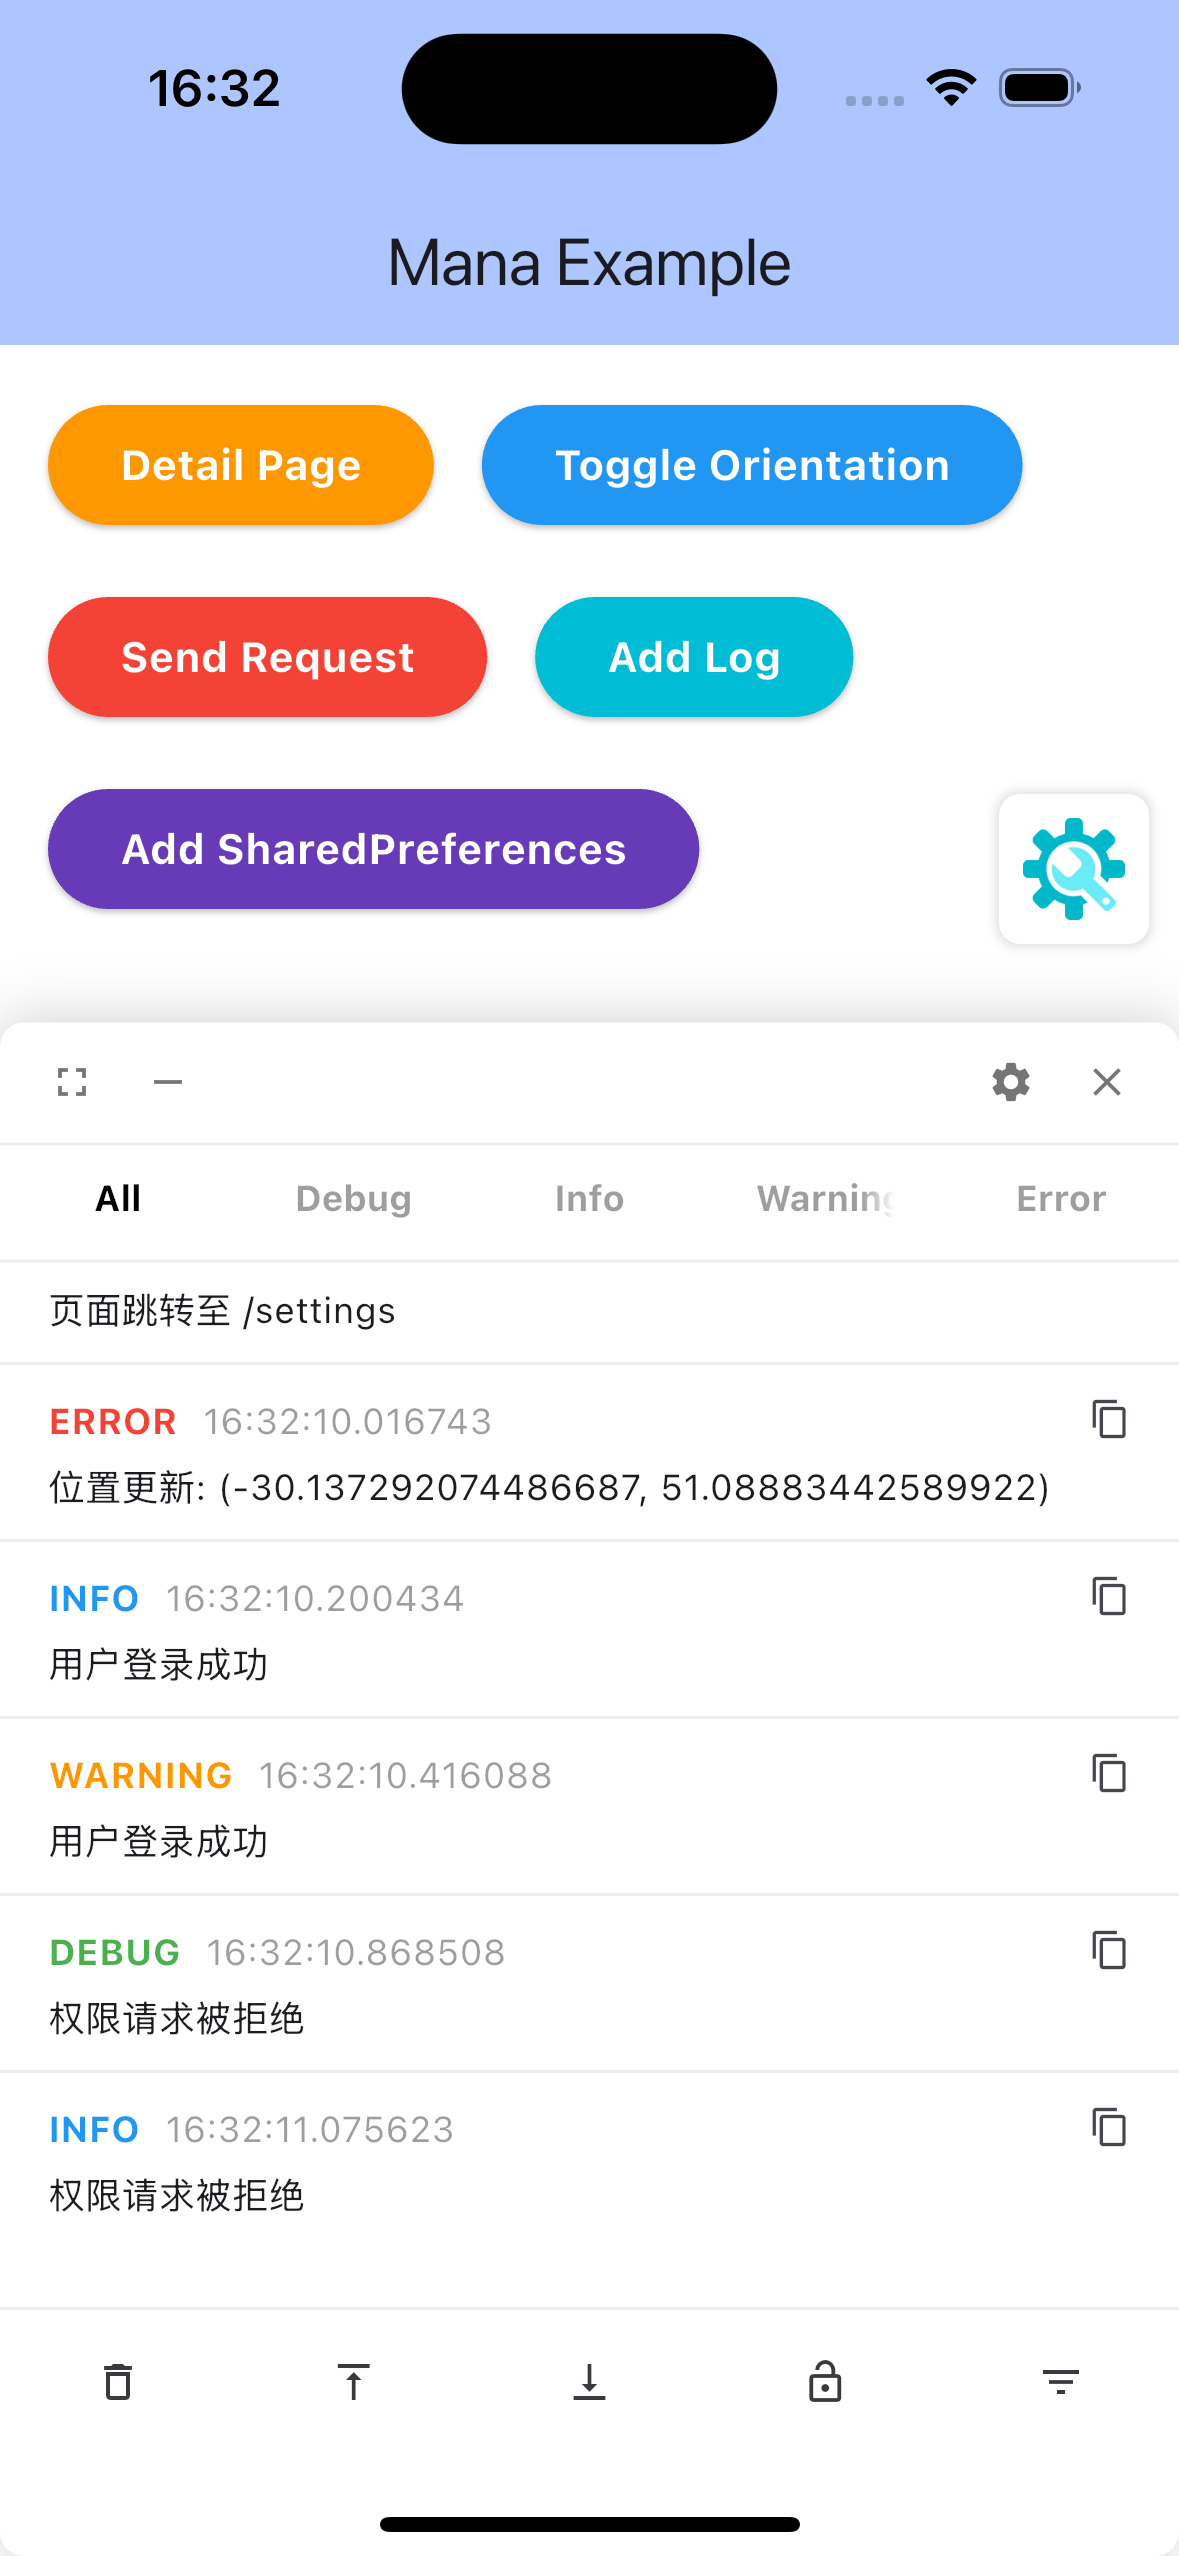 16:32
Mana Example
Detail Page
Toggle Orientation
Send Request
Add Log
Add SharedPreferences
All
Debug
Info
Warning
Error
页面跳转至 /settings
ERROR 16:32:10.016743
位置更新: (-30.137292074486687, 51.08883442589922)
INFO 16:32:10.200434
用户登录成功
WARNING 16:32:10.416088
用户登录成功
DEBUG 16:32:10.868508
权限请求被拒绝
INFO 16:32:11.075623
权限请求被拒绝